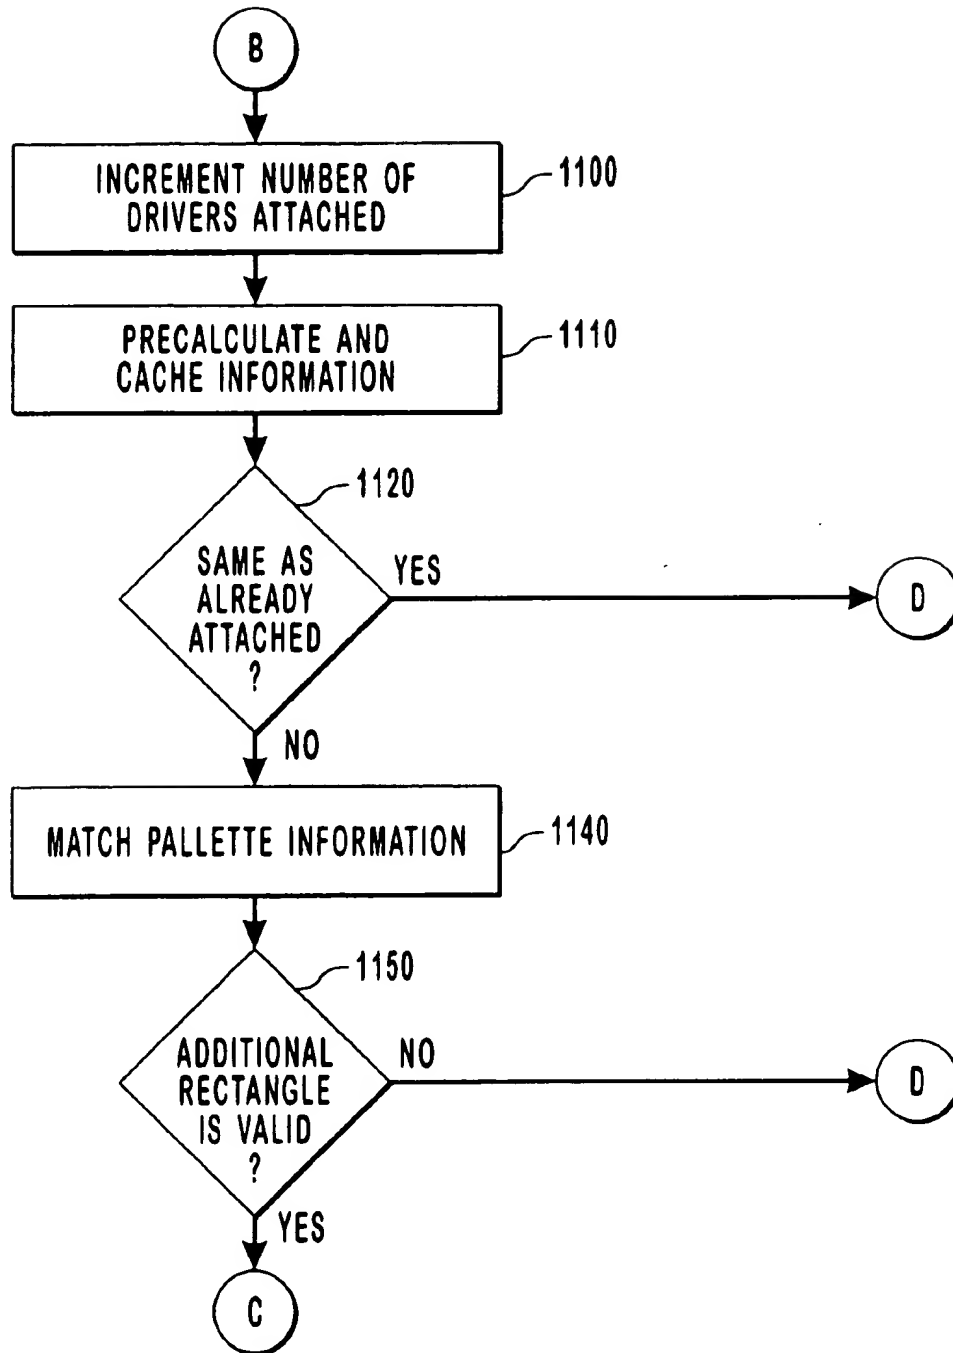 B
INCREMENT NUMBER OF
DRIVERS ATTACHED
1100
PRECALCULATE AND
CACHE INFORMATION
1110
1120
SAME AS
ALREADY
ATTACHED
?
YES
D
NO
MATCH PALLETTE INFORMATION
1140
1150
ADDITIONAL
RECTANGLE
IS VALID
?
NO
D
YES
C